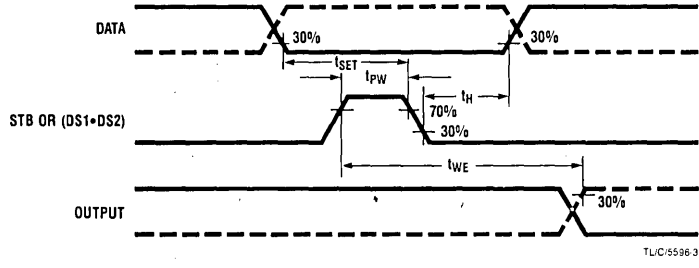 DATA
30%
30%
tSET
tPW
tH
STB OR (DS1•DS2)
70%
30%
tWE
30%
OUTPUT
TL/C/5596-3